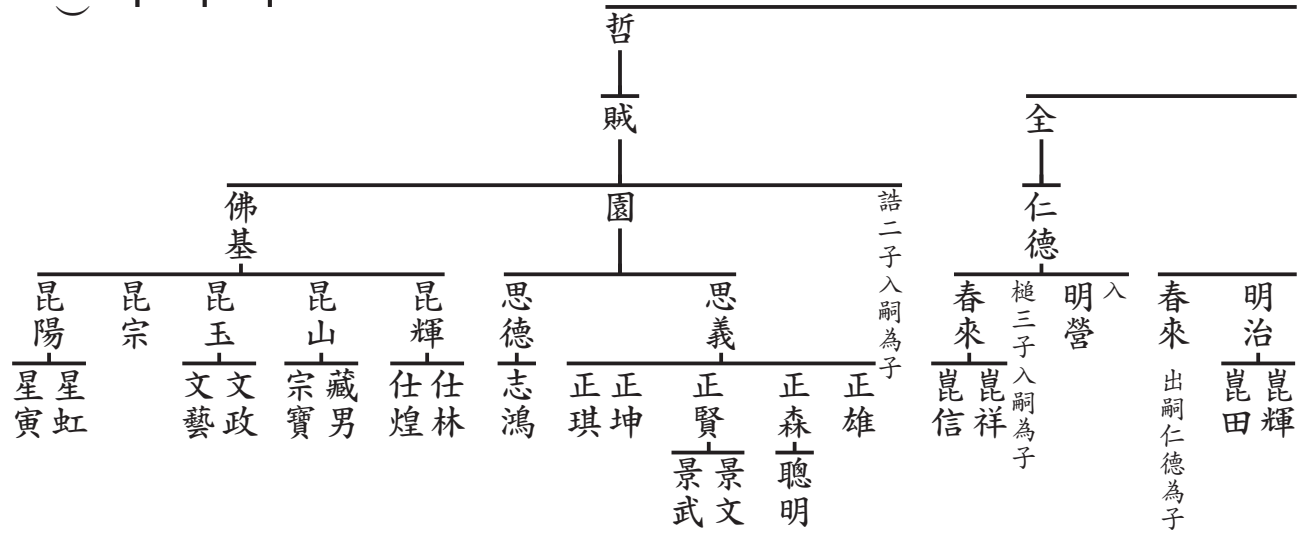 哲
全
賊
仁德
誥二子入嗣為子
園
佛基
明治
春來 出嗣仁德為子
入
明營
槌三子入嗣為子
春來
思義
思德
昆輝
昆山
昆玉
昆宗
昆陽
崑輝
崑田
崑祥
崑信
正雄
正森
正賢
正坤
正琪
志鴻
仕林
仕煌
藏男
宗寶
文政
文藝
星虹
星寅
聰明
景文
景武